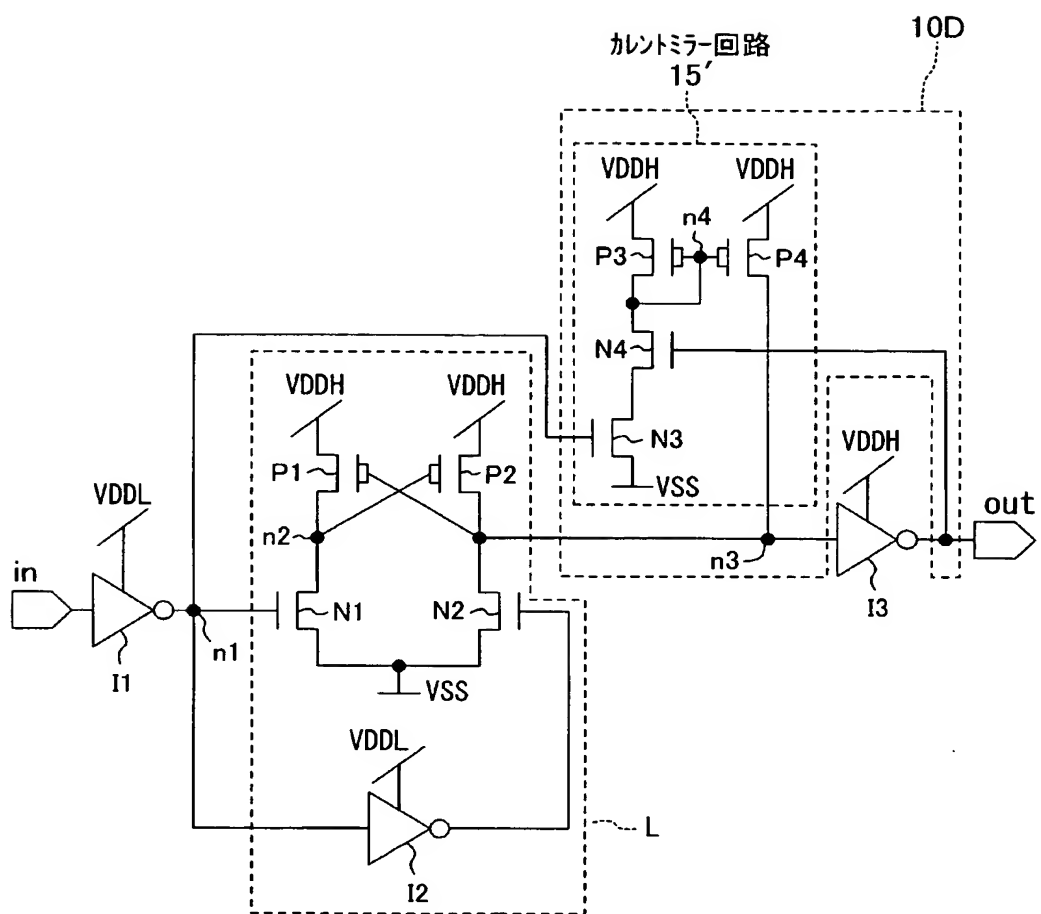 10D
カレントミラー回路
15′
VDDH
VDDH
n4
P3
P4
N4
VDDH
VDDH
N3
P1
P2
VSS
VDDH
VDDL
out
n2
n3
in
N1
N2
I3
n1
I1
VSS
VDDL
L
I2